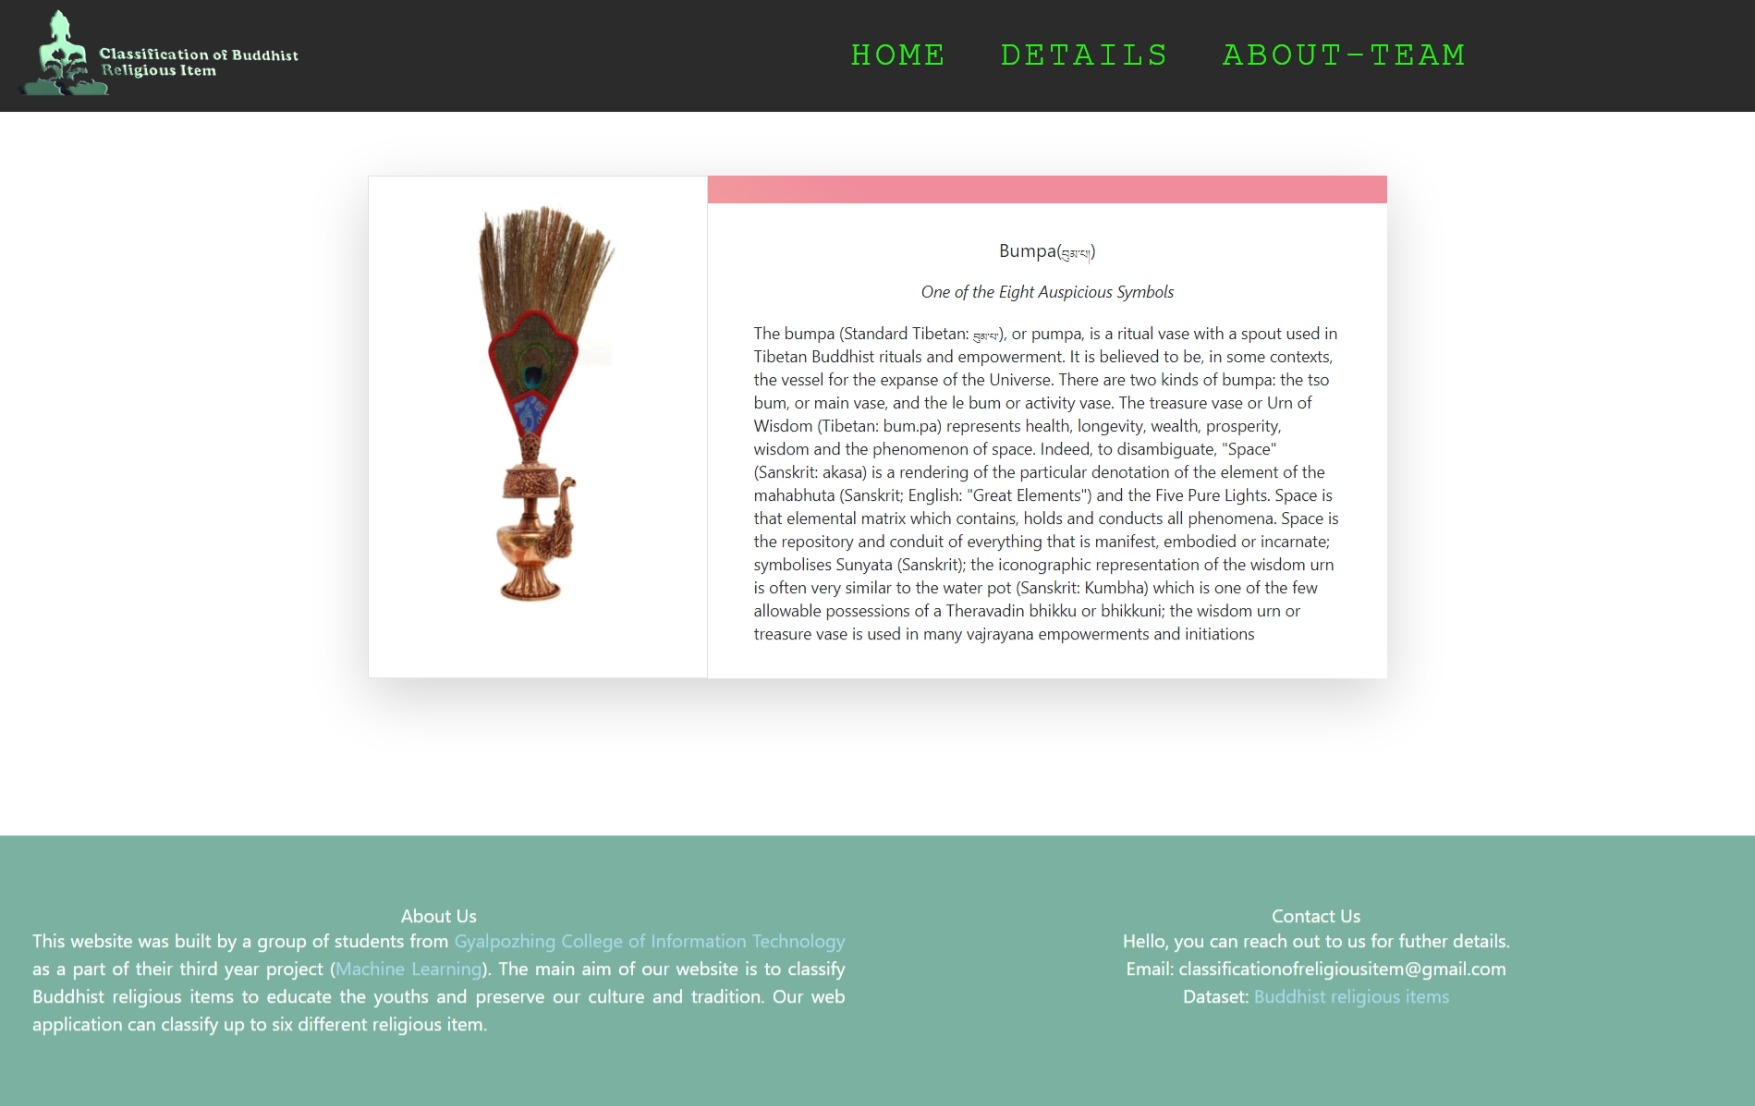 Classification of Buddhist
Religious Item
HOME DETAILS ABOUT-TEAM
Bumpa(བུམ་པ།)
One of the Eight Auspicious Symbols
The bumpa (Standard Tibetan: བུམ་པ་), or pumpa, is a ritual vase with a spout used in
Tibetan Buddhist rituals and empowerment. It is believed to be, in some contexts,
the vessel for the expanse of the Universe. There are two kinds of bumpa: the tso
bum, or main vase, and the le bum or activity vase. The treasure vase or Urn of
Wisdom (Tibetan: bum.pa) represents health, longevity, wealth, prosperity,
wisdom and the phenomenon of space. Indeed, to disambiguate, "Space"
(Sanskrit: akasa) is a rendering of the particular denotation of the element of the
mahabhuta (Sanskrit; English: "Great Elements") and the Five Pure Lights. Space is
that elemental matrix which contains, holds and conducts all phenomena. Space is
the repository and conduit of everything that is manifest, embodied or incarnate;
symbolises Sunyata (Sanskrit); the iconographic representation of the wisdom urn
is often very similar to the water pot (Sanskrit: Kumbha) which is one of the few
allowable possessions of a Theravadin bhikku or bhikkuni; the wisdom urn or
treasure vase is used in many vajrayana empowerments and initiations
About Us
This website was built by a group of students from Gyalpozhing College of Information Technology
as a part of their third year project (Machine Learning). The main aim of our website is to classify
Buddhist religious items to educate the youths and preserve our culture and tradition. Our web
application can classify up to six different religious item.
Contact Us
Hello, you can reach out to us for futher details.
Email: classificationofreligiousitem@gmail.com
Dataset: Buddhist religious items